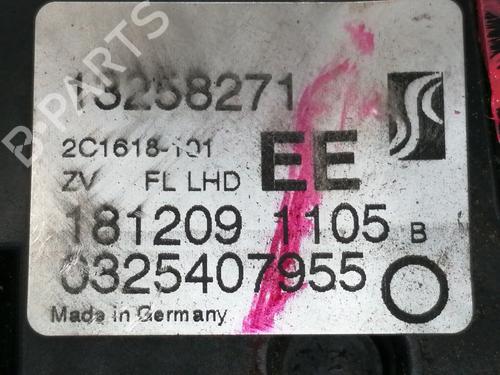 B-PARTS
13258271
2C1618-101
EE
ZV FL LHD
181209 1105 B
0325407955
Made in Germany